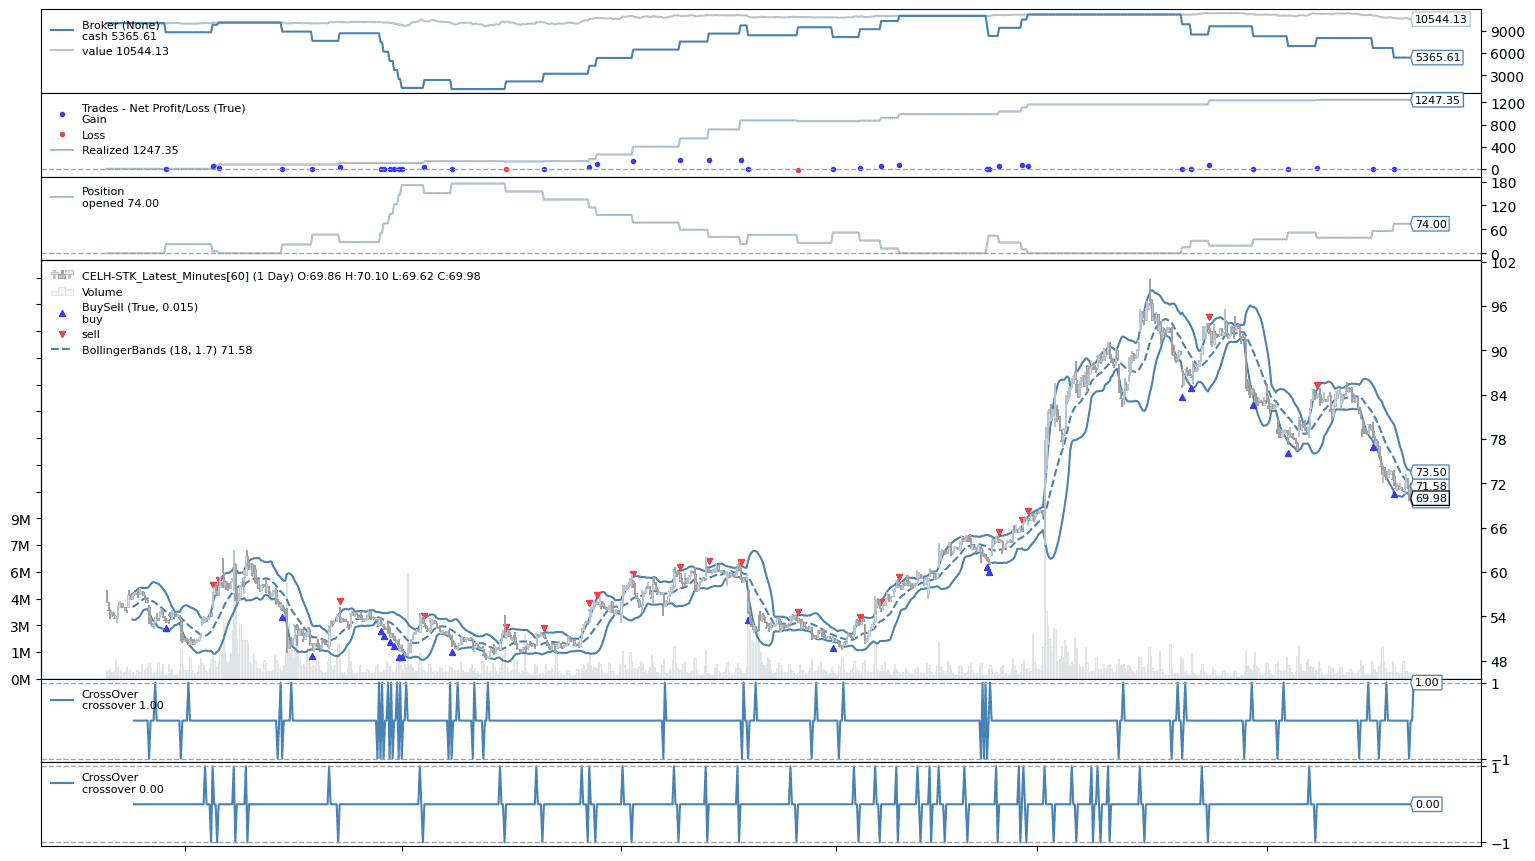 Broker (None)
cash 5365.61
value 10544.13
10544.13
9000
6000
5365.61
3000
Trades - Net Profit/Loss (True)
Gain
Loss
Realized 1247.35
1247.35
1200
800
400
0
Position
opened 74.00
180
120
74.00
60
0
CELH-STK_Latest_Minutes[60] (1 Day) O:69.86 H:70.10 L:69.62 C:69.98
Volume
BuySell (True, 0.015)
buy
sell
BollingerBands (18, 1.7) 71.58
102
96
90
84
78
73.50
71.58
72
69.98
66
60
54
48
9M
7M
6M
4M
3M
1M
0M
CrossOver
crossover 1.00
1.00
1
−1
CrossOver
crossover 0.00
1
0.00
−1